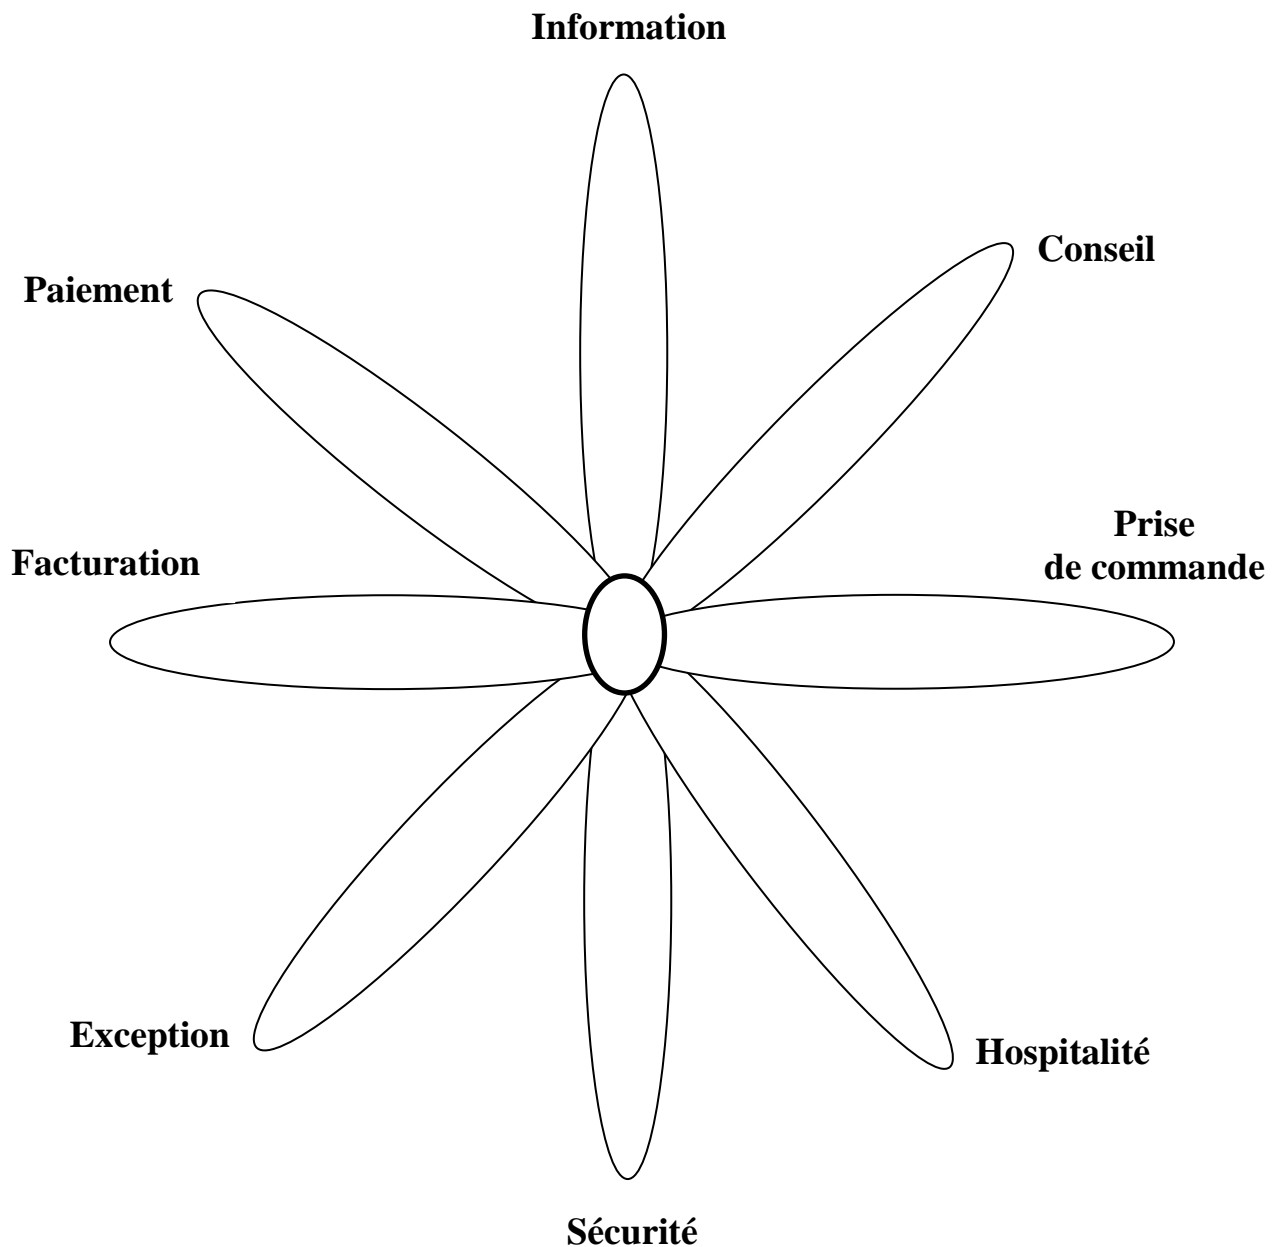 Information
Conseil
Paiement
Prise
de commande
Facturation
Exception
Hospitalité
Sécurité